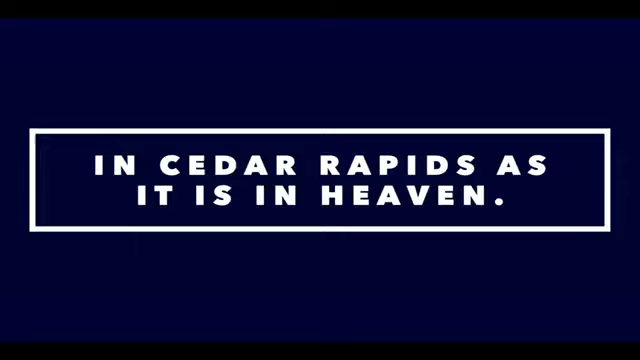 IN CEDAR RAPIDS AS
IT IS IN HEAVEN.